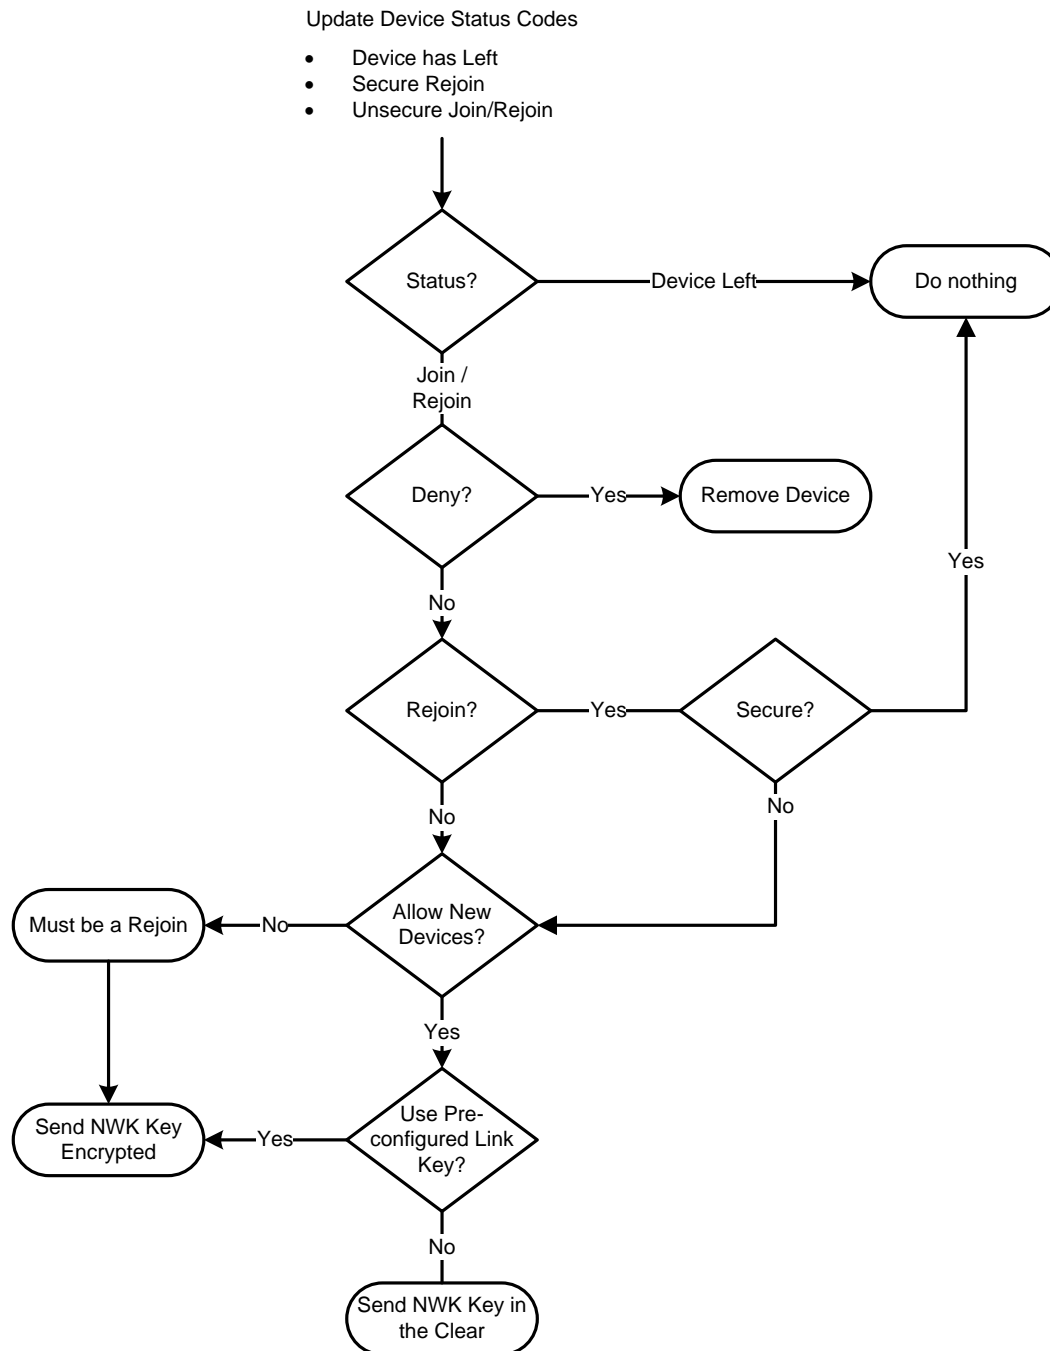 Update Device Status Codes
• Device has Left
• Secure Rejoin
• Unsecure Join/Rejoin
Status?
Device Left
Do nothing
Join /
Rejoin
Deny?
Yes
Remove Device
Yes
No
Rejoin?
Yes
Secure?
No
No
Must be a Rejoin
No
Allow New
Devices?
Yes
Send NWK Key
Encrypted
Yes
Use Pre-
configured Link
Key?
No
Send NWK Key in
the Clear